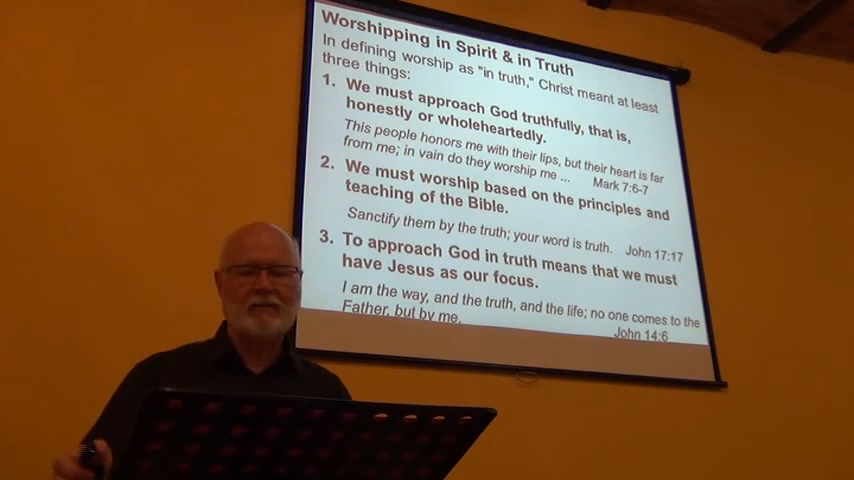 Worshipping in Spirit & in Truth
In defining worship as "in truth," Christ meant at least
three things:
1. We must approach God truthfully, that is,
honestly or wholeheartedly.
This people honors me with their lips, but their heart is far
from me; in vain do they worship me ... Mark 7:6-7
2. We must worship based on the principles and
teaching of the Bible.
Sanctify them by the truth; your word is truth. John 17:17
3. To approach God in truth means that we must
have Jesus as our focus.
I am the way, and the truth, and the life; no one comes to the
Father, but by me.
John 14:6